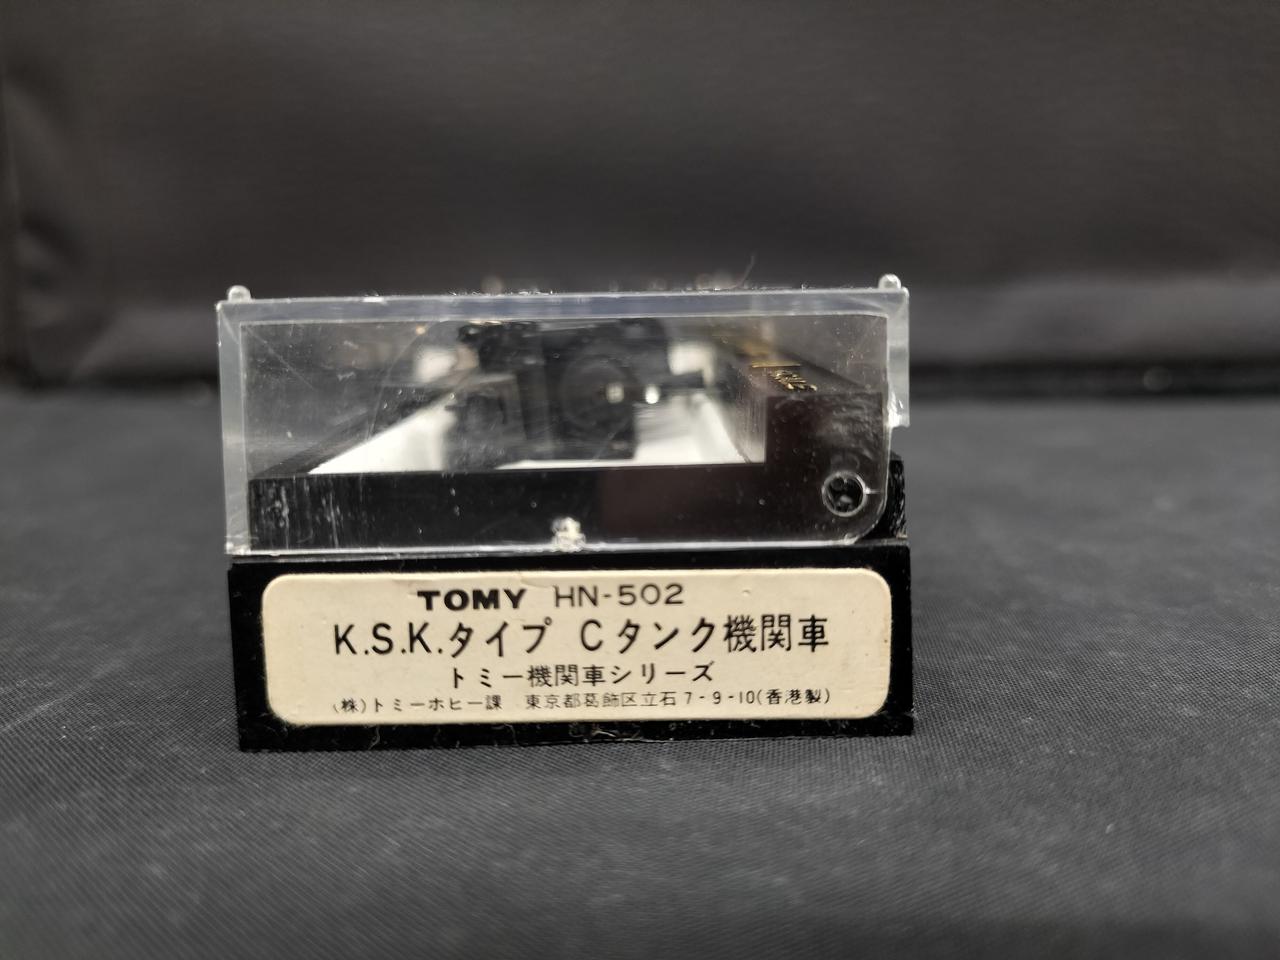 TOMY HN-502
K.S.K.タイプ Cタンク機関車
トミー機関車シリーズ
(株)トミーホビー課 東京都葛飾区立石7-9-10(香港製)